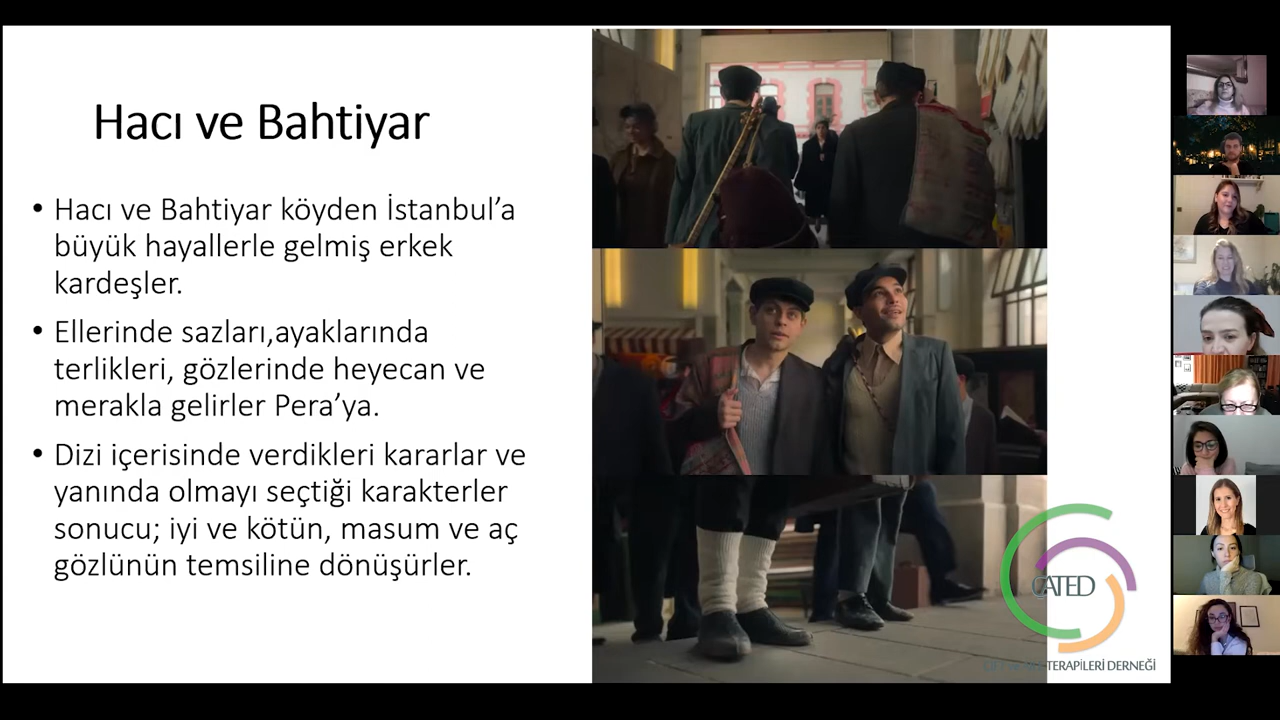 Hacı ve Bahtiyar
• Hacı ve Bahtiyar köyden İstanbul’a
büyük hayallerle gelmiş erkek
kardeşler.
• Ellerinde sazları,ayaklarında
terlikleri, gözlerinde heyecan ve
merakla gelirler Pera’ya.
• Dizi içerisinde verdikleri kararlar ve
yanında olmayı seçtiği karakterler
sonucu; iyi ve kötün, masum ve aç
gözlünün temsiline dönüşürler.
CATED
TERAPİLERİ DERNEĞİ